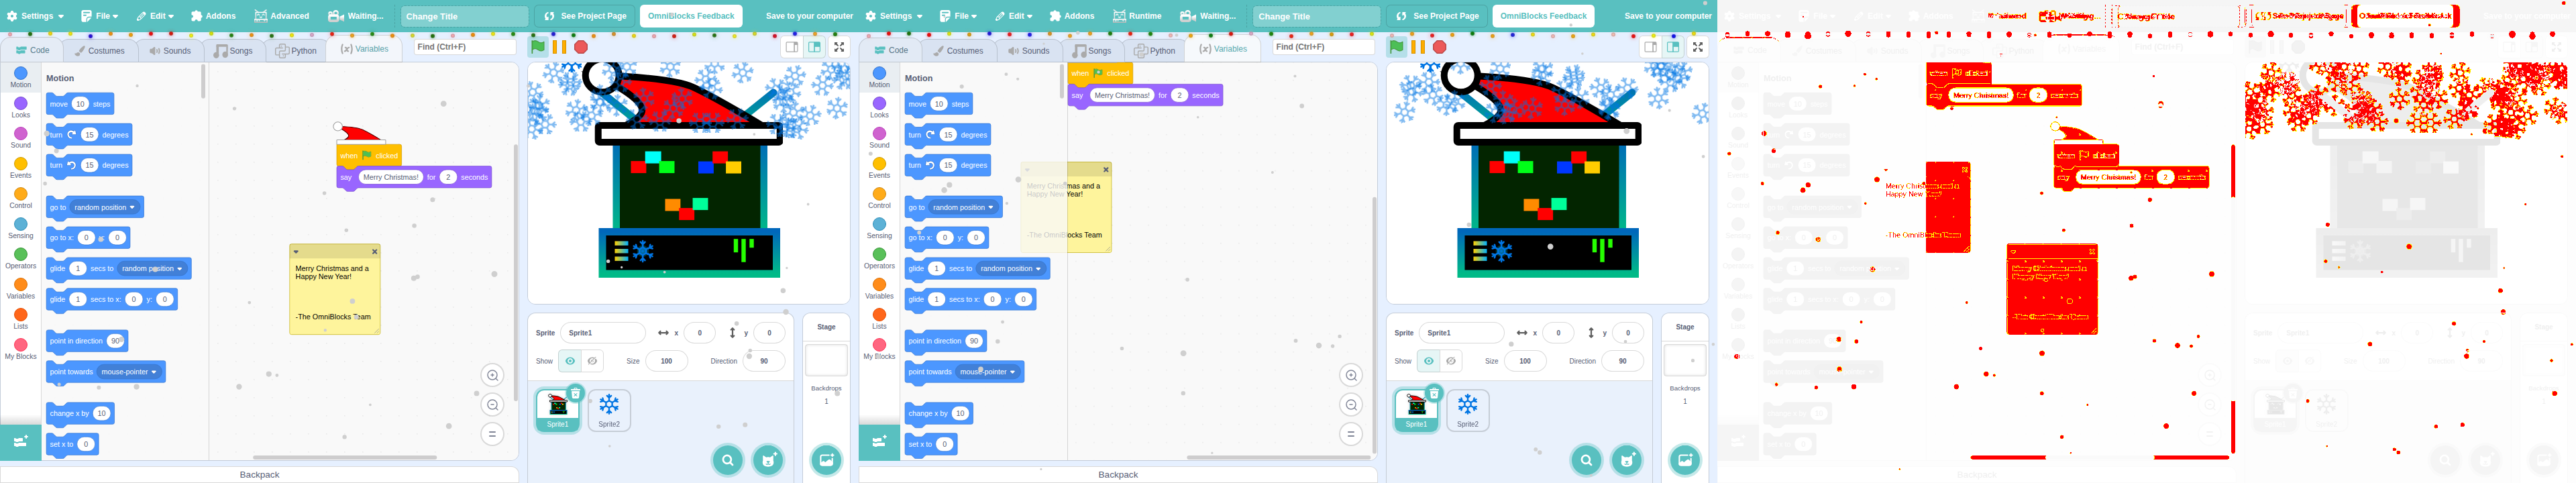 Settings File Edit Addons Advanced Waiting... Change Title See Project Page OmniBlocks Feedback Save to your computer
Code Costumes Sounds Songs Python Variables Find (Ctrl+F)
Motion
Motion
Looks
Sound
Events
Control
Sensing
Operators
Variables
Lists
My Blocks
move 10 steps
turn 15 degrees
turn 15 degrees
go to random position
go to x: 0 y: 0
glide 1 secs to random position
glide 1 secs to x: 0 y: 0
point in direction 90
point towards mouse-pointer
change x by 10
set x to 0
when clicked
say Merry Christmas! for 2 seconds
Merry Christmas and a
Happy New Year!
-The OmniBlocks Team
Backpack
Sprite Sprite1 x 0 y 0
Show Size 100 Direction 90
Sprite1 Sprite2
Stage
Backdrops
1
Settings File Edit Addons Runtime Waiting... Change Title See Project Page OmniBlocks Feedback Save to your computer
Code Costumes Sounds Songs Python Variables Find (Ctrl+F)
Motion
Motion
Looks
Sound
Events
Control
Sensing
Operators
Variables
Lists
My Blocks
move 10 steps
turn 15 degrees
turn 15 degrees
go to random position
go to x: 0 y: 0
glide 1 secs to random position
glide 1 secs to x: 0 y: 0
point in direction 90
point towards mouse-pointer
change x by 10
set x to 0
when clicked
say Merry Christmas! for 2 seconds
Merry Christmas and a
Happy New Year!
-The OmniBlocks Team
Backpack
Sprite Sprite1 x 0 y 0
Show Size 100 Direction 90
Sprite1 Sprite2
Stage
Backdrops
1
Merry Christmas! 2
Merry Christmas! 2
Backpack